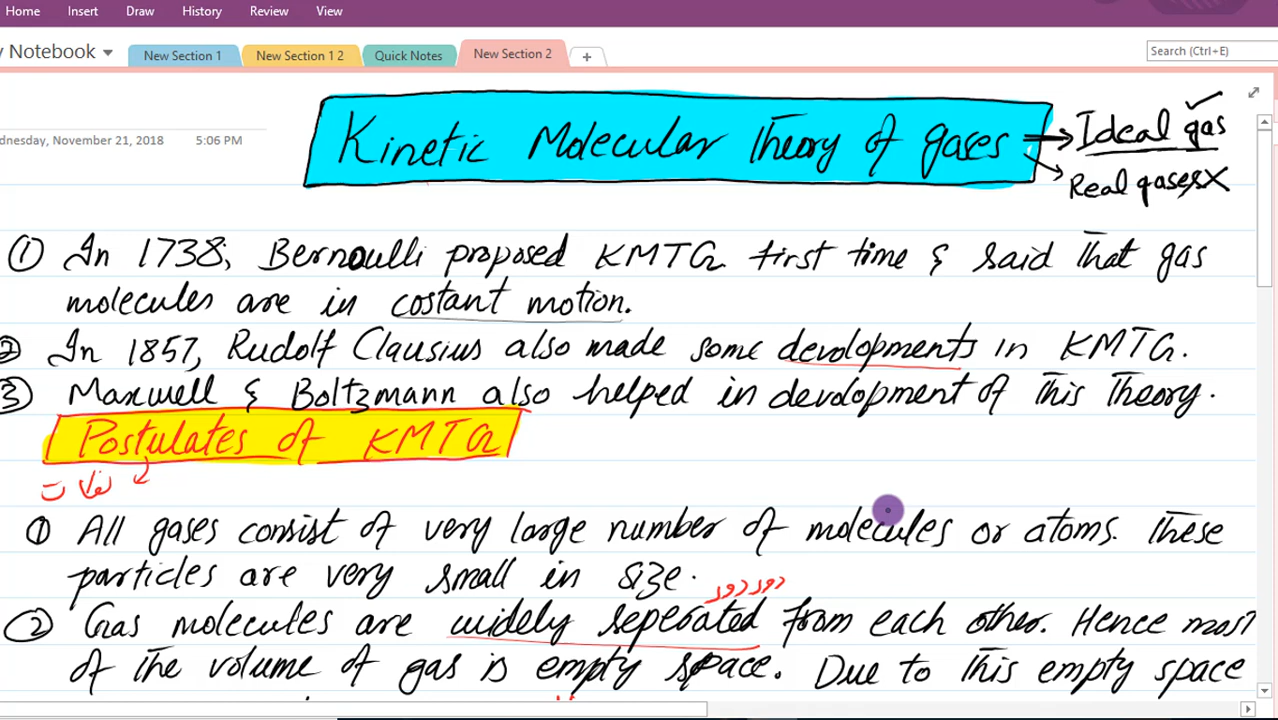 Home Insert Draw History Review View
y Notebook New Section 1 New Section 1 2 Quick Notes New Section 2 + Search (Ctrl+E)
dnesday, November 21, 2018 5:06 PM
Kinetic Molecular Theory of gases
Ideal gas
Real gases X
① In 1738, Bernoulli proposed KMTG first time & said that gas
molecules are in costant motion.
② In 1857, Rudolf Clausius also made some devolopments in KMTG.
③ Maxwell & Boltzmann also helped in devolopment of this theory.
Postulates of KMTG
① All gases consist of very large number of molecules or atoms. These
particles are very small in size.
دور دور
② Gas molecules are widely seperated from each other. Hence most
of the volume of gas is empty space. Due to this empty space